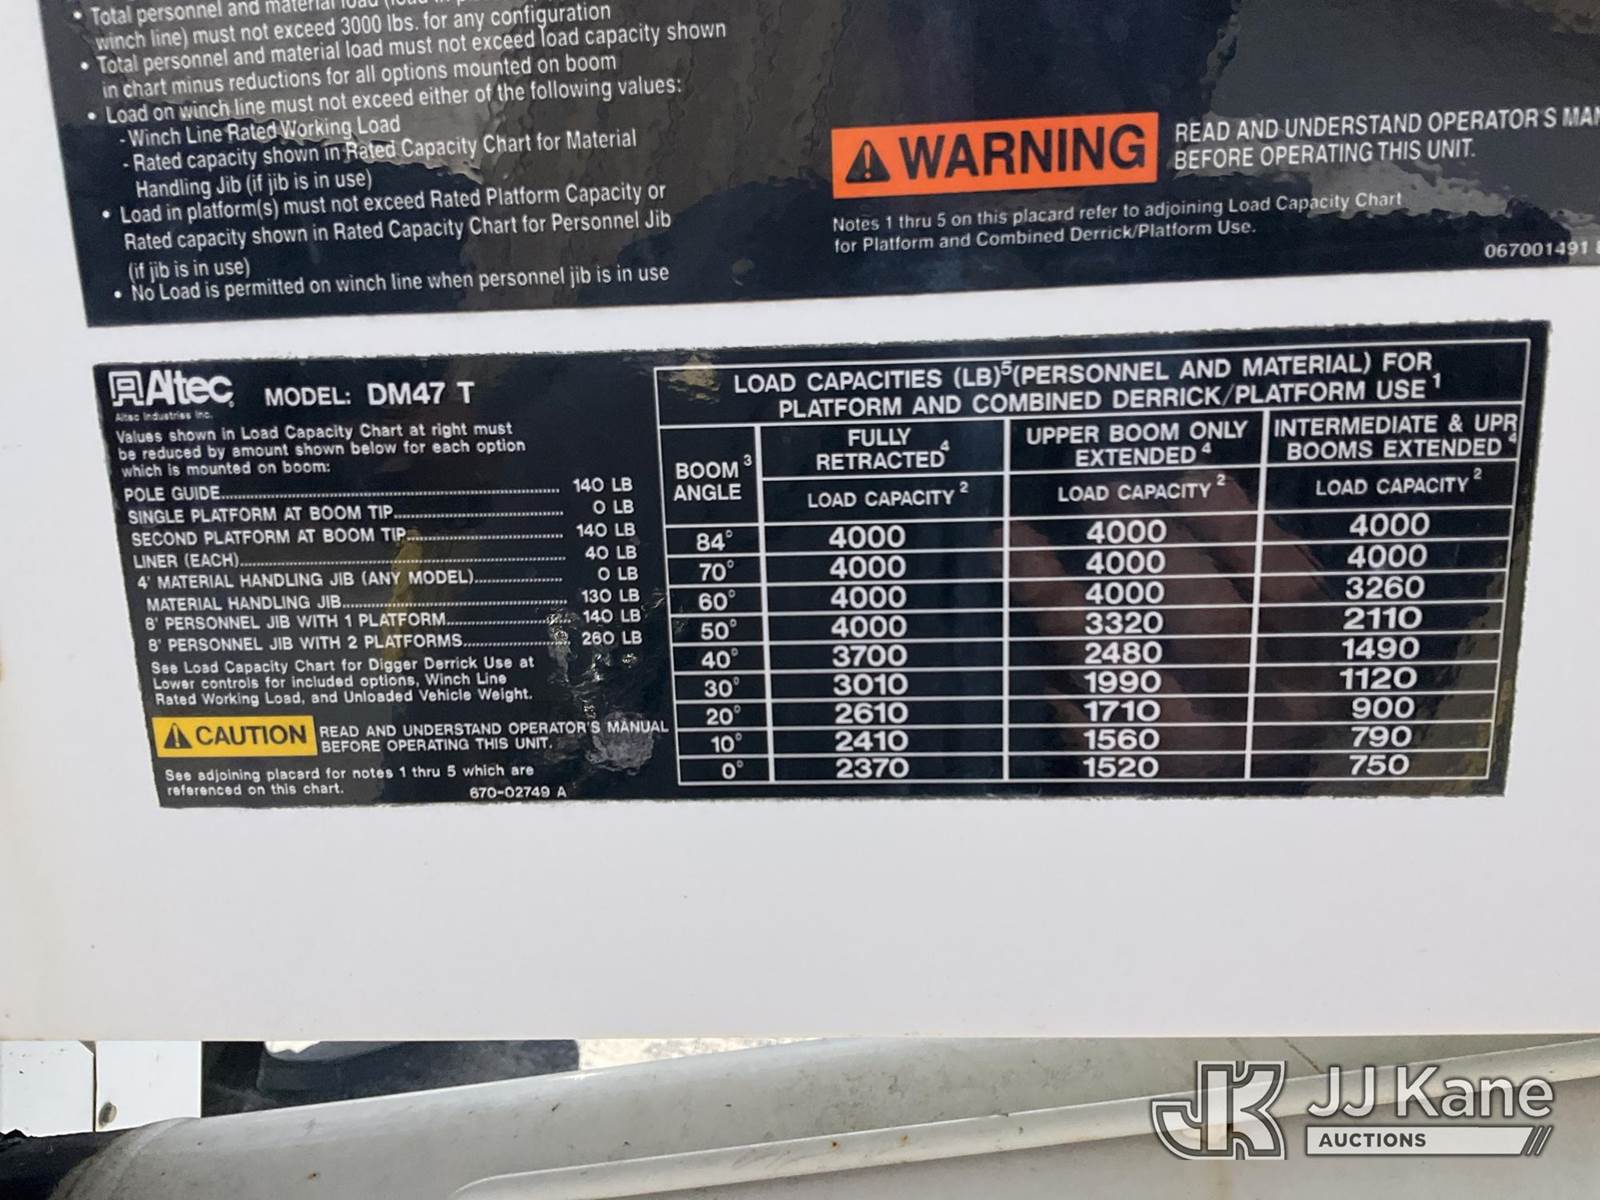 • Total personnel and material load
winch line) must not exceed 3000 lbs. for any configuration
• Total personnel and material load must not exceed load capacity shown
in chart minus reductions for all options mounted on boom
• Load on winch line must not exceed either of the following values:
- Winch Line Rated Working Load
- Rated capacity shown in Rated Capacity Chart for Material
Handling Jib (if jib is in use)
• Load in platform(s) must not exceed Rated Platform Capacity or
Rated capacity shown in Rated Capacity Chart for Personnel Jib
(if jib is in use)
• No Load is permitted on winch line when personnel jib is in use
WARNING
READ AND UNDERSTAND OPERATOR'S MAN
BEFORE OPERATING THIS UNIT.
Notes 1 thru 5 on this placard refer to adjoining Load Capacity Chart
for Platform and Combined Derrick/Platform Use.
067001491
Altec MODEL: DM47 T
Altec Industries Inc.
Values shown in Load Capacity Chart at right must
be reduced by amount shown below for each option
which is mounted on boom:
POLE GUIDE 140 LB
SINGLE PLATFORM AT BOOM TIP 0 LB
SECOND PLATFORM AT BOOM TIP 140 LB
LINER (EACH) 40 LB
4' MATERIAL HANDLING JIB (ANY MODEL) 0 LB
MATERIAL HANDLING JIB 130 LB
8' PERSONNEL JIB WITH 1 PLATFORM 140 LB
8' PERSONNEL JIB WITH 2 PLATFORMS 260 LB
See Load Capacity Chart for Digger Derrick Use at
Lower controls for included options, Winch Line
Rated Working Load, and Unloaded Vehicle Weight.
CAUTION
READ AND UNDERSTAND OPERATOR'S MANUAL
BEFORE OPERATING THIS UNIT.
See adjoining placard for notes 1 thru 5 which are
referenced on this chart. 670-02749 A
LOAD CAPACITIES (LB)5(PERSONNEL AND MATERIAL) FOR
PLATFORM AND COMBINED DERRICK/PLATFORM USE 1
BOOM 3
ANGLE
FULLY
RETRACTED 4
UPPER BOOM ONLY
EXTENDED 4
INTERMEDIATE & UPR
BOOMS EXTENDED 4
LOAD CAPACITY 2 LOAD CAPACITY 2 LOAD CAPACITY 2
84° 4000 4000 4000
70° 4000 4000 4000
60° 4000 4000 3260
50° 4000 3320 2110
40° 3700 2480 1490
30° 3010 1990 1120
20° 2610 1710 900
10° 2410 1560 790
0° 2370 1520 750
JK JJ Kane
AUCTIONS